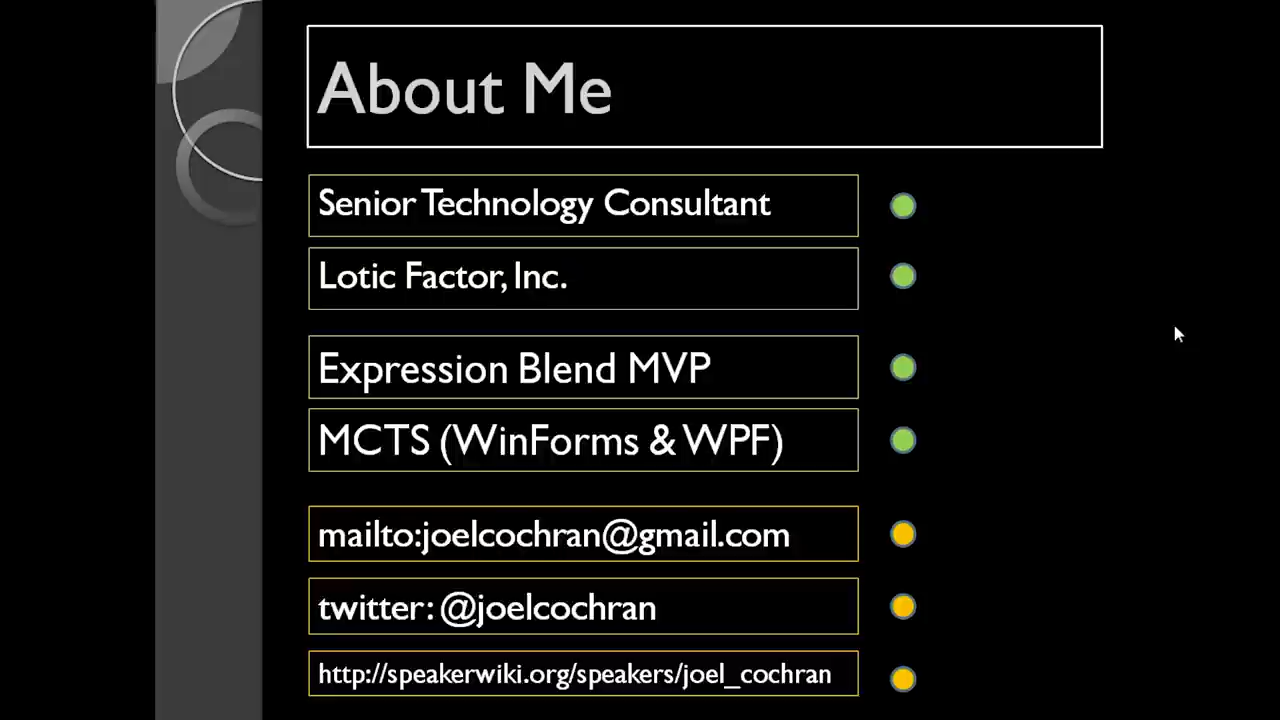 About Me
Senior Technology Consultant
Lotic Factor, Inc.
Expression Blend MVP
MCTS (WinForms & WPF)
mailto:joelcochran@gmail.com
twitter: @joelcochran
http://speakerwiki.org/speakers/joel_cochran